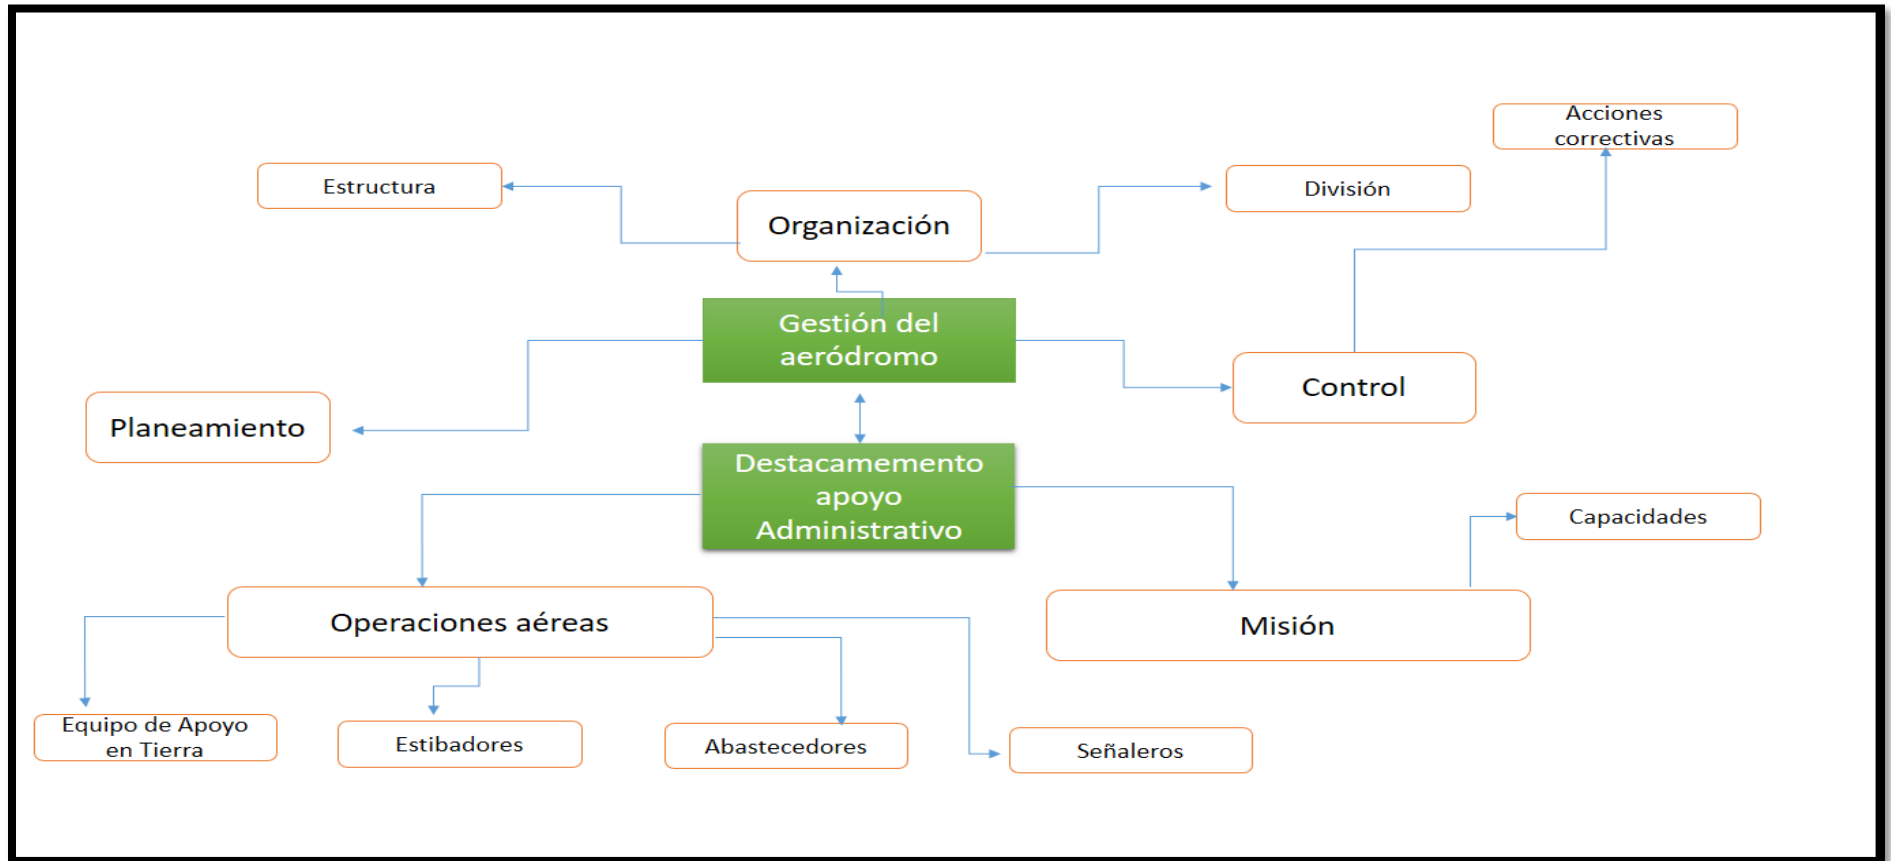 Acciones
correctivas
Estructura
División
Organización
Gestión del
aeródromo
Control
Planeamiento
Destacamemento
apoyo
Administrativo
Capacidades
Operaciones aéreas
Misión
Equipo de Apoyo
en Tierra
Estibadores
Abastecedores
Señaleros